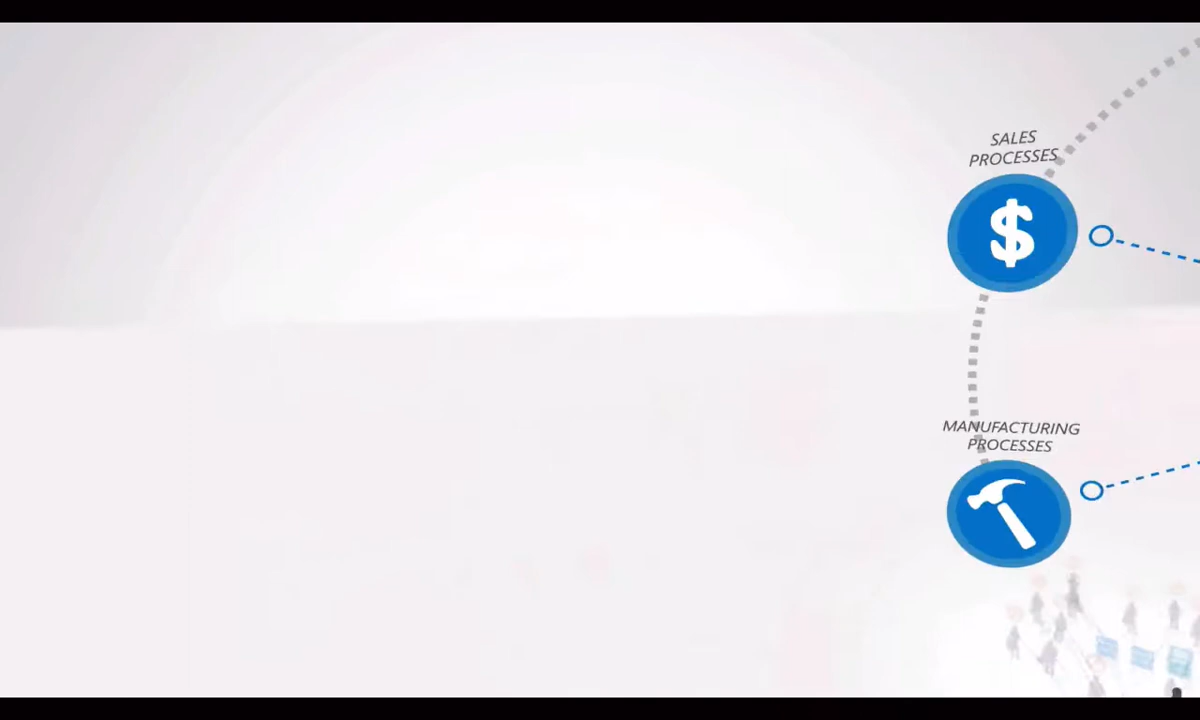 SALES
PROCESSES
$
MANUFACTURING
PROCESSES